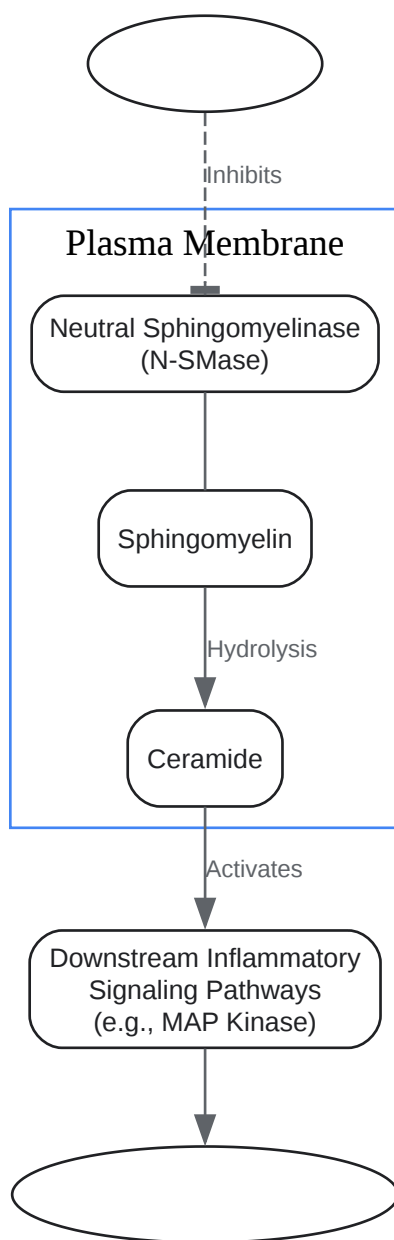 Inhibits
Plasma Membrane
Neutral Sphingomyelinase
(N-SMase)
Sphingomyelin
Hydrolysis
Ceramide
Activates
Downstream Inflammatory
Signaling Pathways
(e.g., MAP Kinase)